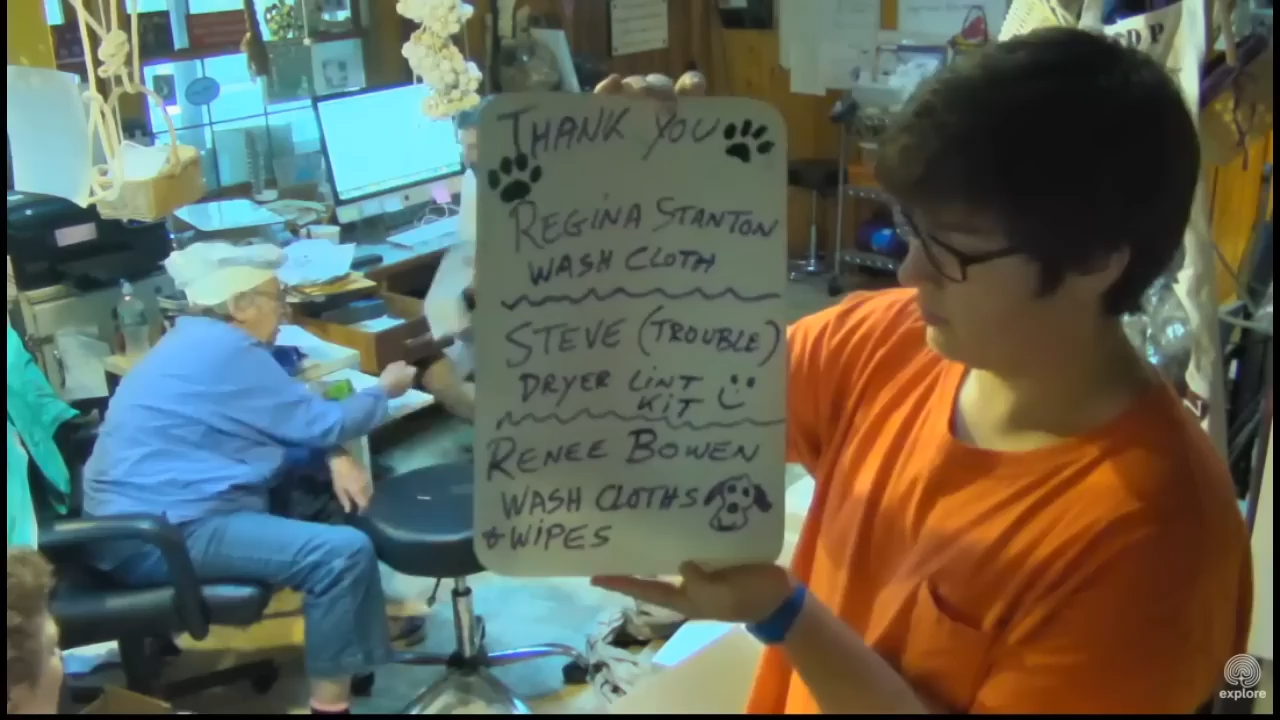 THANK YOU
REGINA STANTON
WASH CLOTH
STEVE (TROUBLE)
DRYER LINT
KIT
RENEE BOWEN
WASH CLOTHS
& WIPES
D P
explore